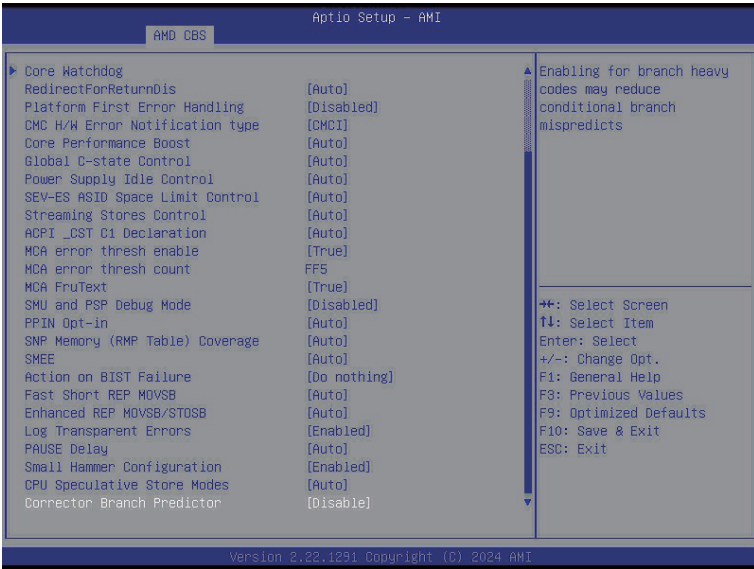 Aptio Setup – AMI
AMD CBS
Core Watchdog
RedirectForReturnDis [Auto]
Platform First Error Handling [Disabled]
CMC H/W Error Notification type [CMCI]
Core Performance Boost [Auto]
Global C-state Control [Auto]
Power Supply Idle Control [Auto]
SEV-ES ASID Space Limit Control [Auto]
Streaming Stores Control [Auto]
ACPI _CST C1 Declaration [Auto]
MCA error thresh enable [True]
MCA error thresh count FF5
MCA FruText [True]
SMU and PSP Debug Mode [Disabled]
PPIN Opt-in [Auto]
SNP Memory (RMP Table) Coverage [Auto]
SMEE [Auto]
Action on BIST Failure [Do nothing]
Fast Short REP MOVSB [Auto]
Enhanced REP MOVSB/STOSB [Auto]
Log Transparent Errors [Enabled]
PAUSE Delay [Auto]
Small Hammer Configuration [Enabled]
CPU Speculative Store Modes [Auto]
Corrector Branch Predictor [Disable]
Enabling for branch heavy
codes may reduce
conditional branch
mispredicts
→←: Select Screen
↑↓: Select Item
Enter: Select
+/-: Change Opt.
F1: General Help
F3: Previous Values
F9: Optimized Defaults
F10: Save & Exit
ESC: Exit
Version 2.22.1291 Copyright (C) 2024 AMI